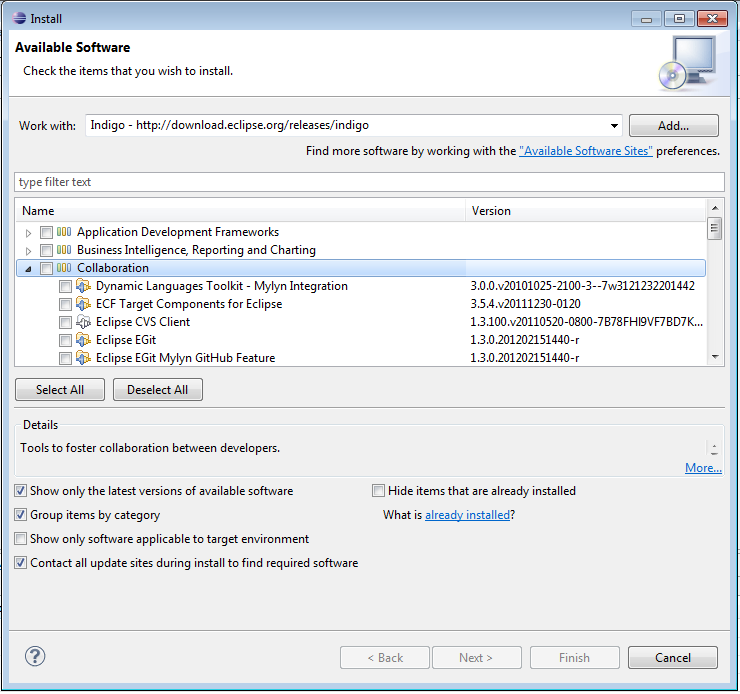 Install
Available Software
Check the items that you wish to install.
Work with: Indigo - http://download.eclipse.org/releases/indigo Add...
Find more software by working with the "Available Software Sites" preferences.
type filter text
Name Version
Application Development Frameworks
Business Intelligence, Reporting and Charting
Collaboration
Dynamic Languages Toolkit - Mylyn Integration 3.0.0.v20101025-2100-3--7w3121232201442
ECF Target Components for Eclipse 3.5.4.v20111230-0120
Eclipse CVS Client 1.3.100.v20110520-0800-7B78FHI9VF7BD7K...
Eclipse EGit 1.3.0.201202151440-r
Eclipse EGit Mylyn GitHub Feature 1.3.0.201202151440-r
Select All Deselect All
Details
Tools to foster collaboration between developers.
More...
Show only the latest versions of available software Hide items that are already installed
Group items by category What is already installed?
Show only software applicable to target environment
Contact all update sites during install to find required software
? < Back Next > Finish Cancel